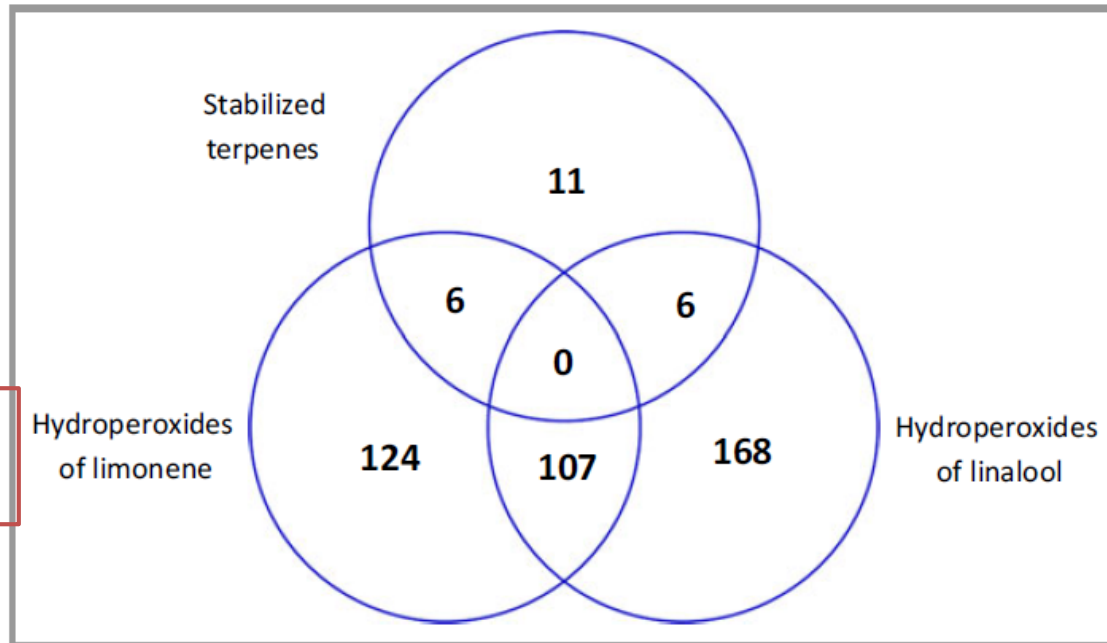 Stabilized
terpenes
11
6
6
0
Hydroperoxides
of limonene
124
107
168
Hydroperoxides
of linalool